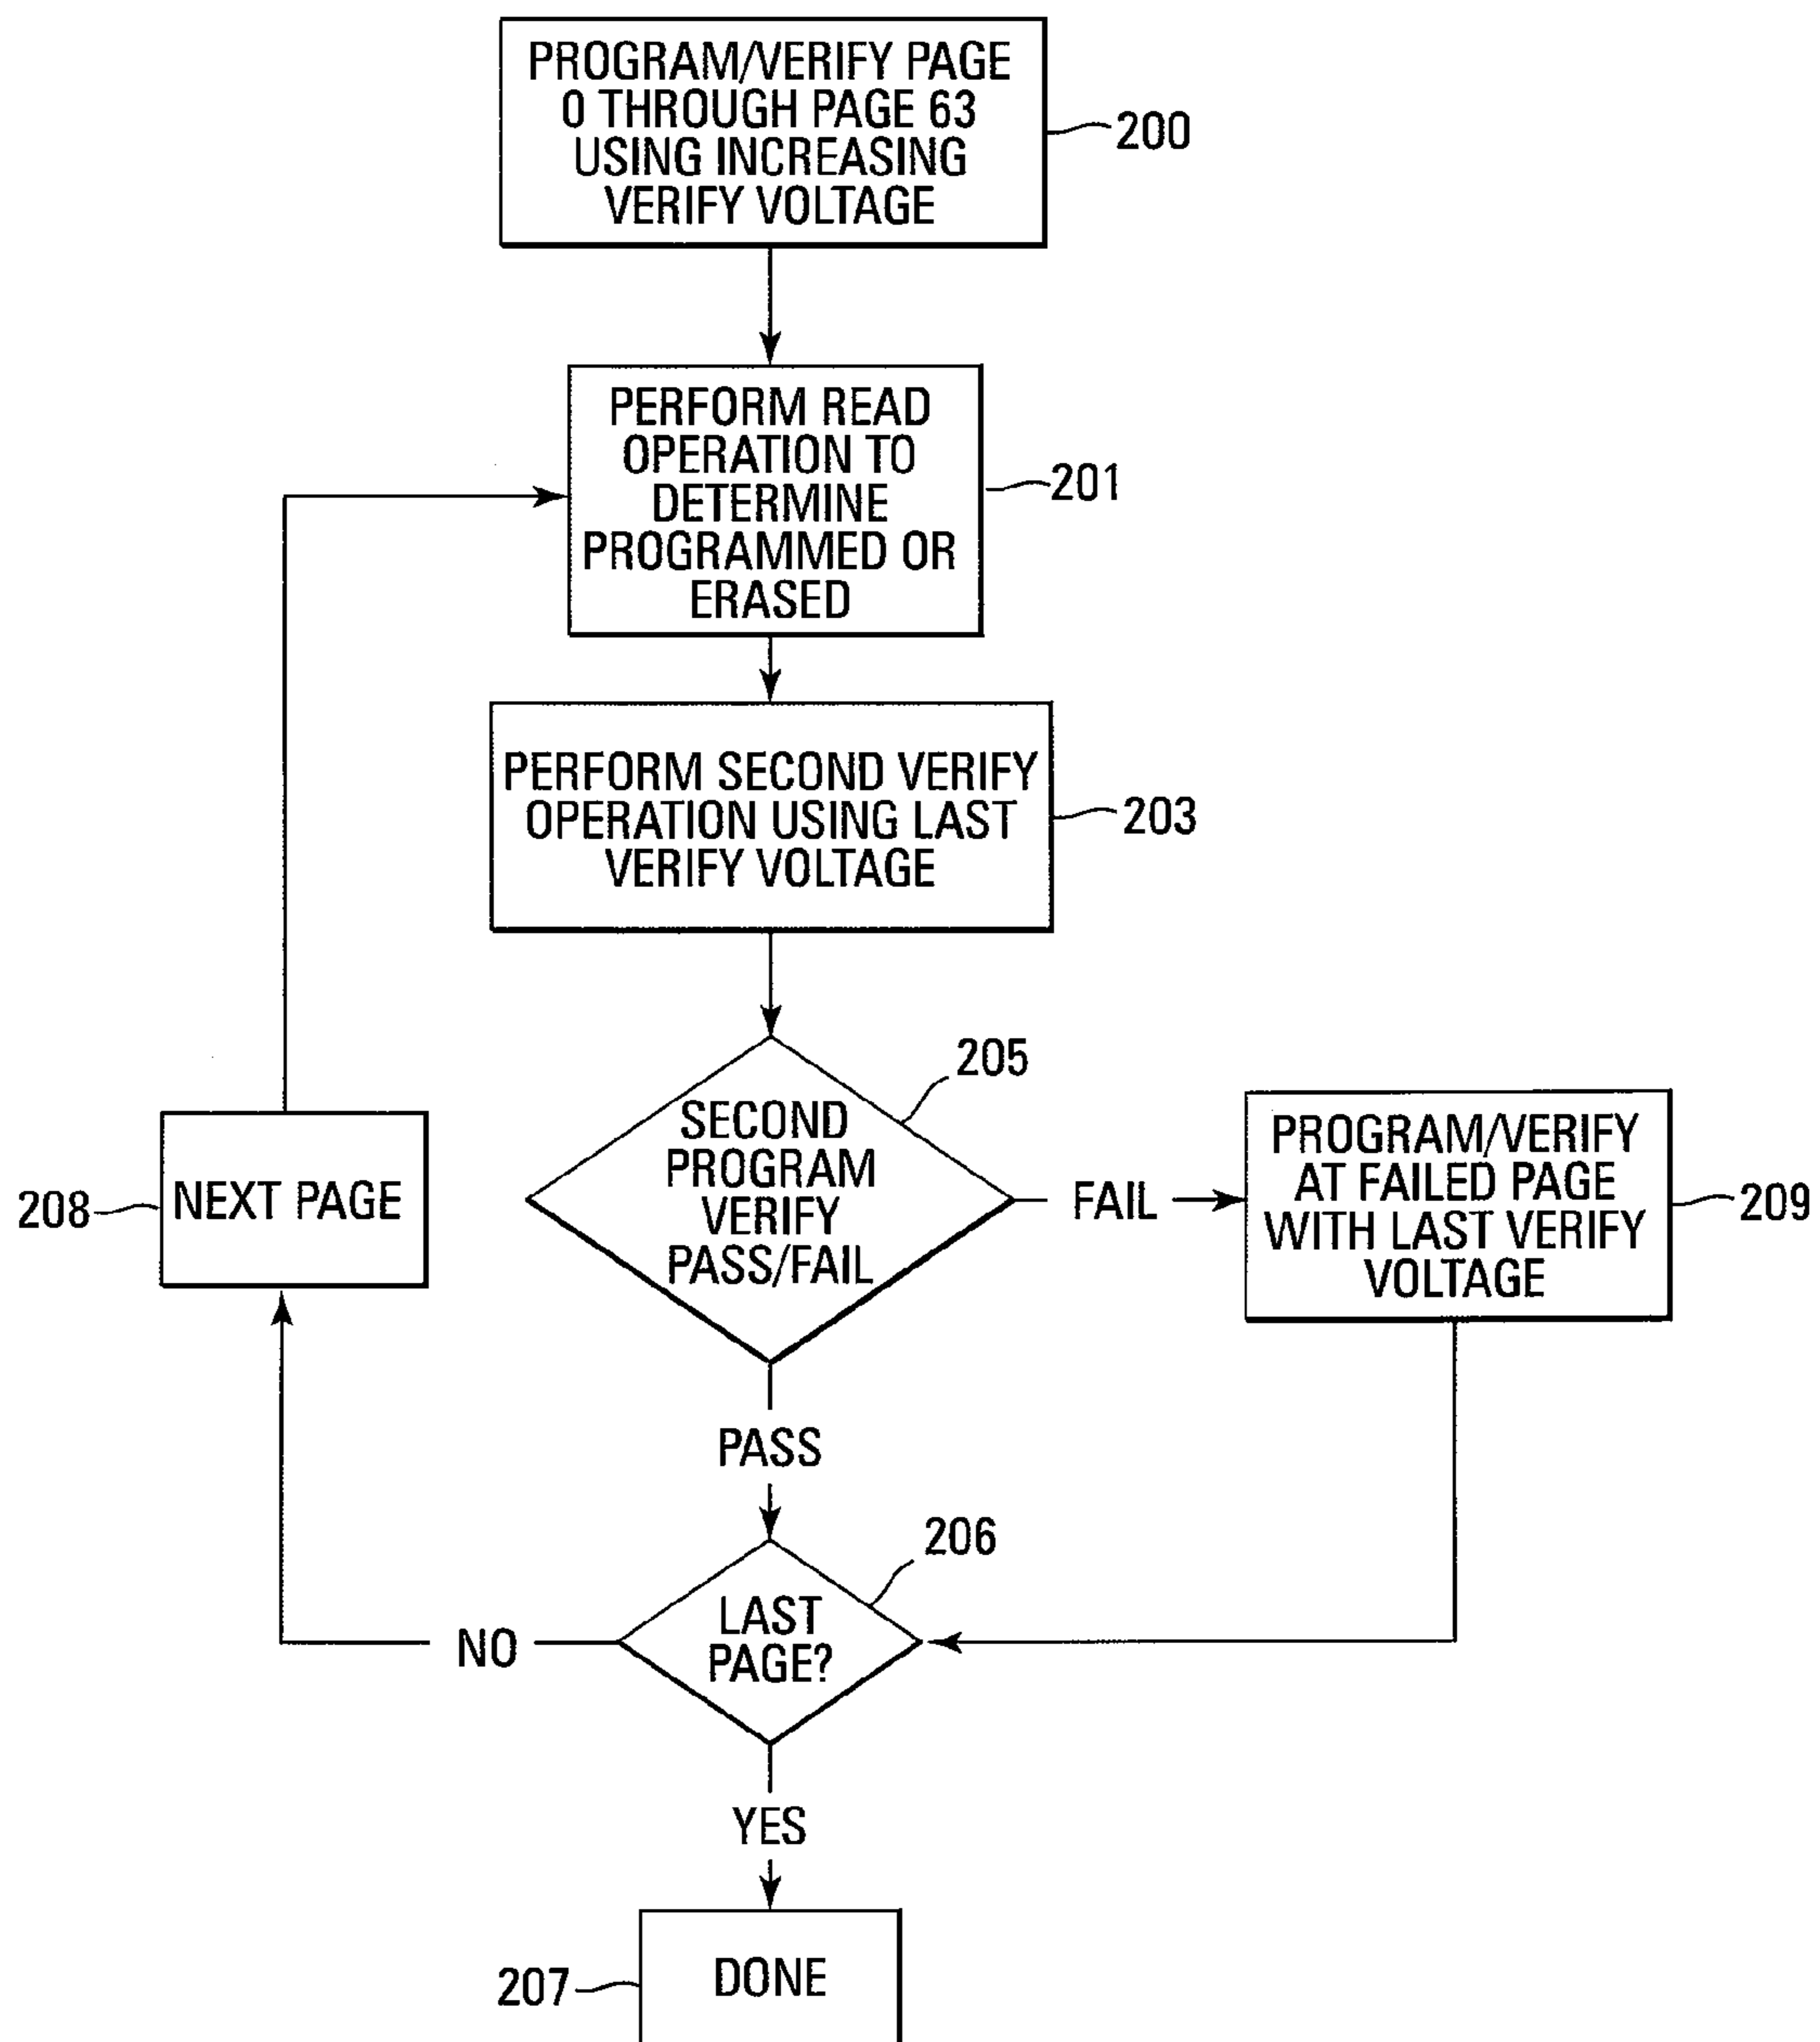 PROGRAM/VERIFY PAGE
0 THROUGH PAGE 63
USING INCREASING
VERIFY VOLTAGE
200
PERFORM READ
OPERATION TO
DETERMINE
PROGRAMMED OR
ERASED
201
PERFORM SECOND VERIFY
OPERATION USING LAST
VERIFY VOLTAGE
203
SECOND
PROGRAM
VERIFY
PASS/FAIL
205
FAIL
PROGRAM/VERIFY
AT FAILED PAGE
WITH LAST VERIFY
VOLTAGE
209
NEXT PAGE
208
PASS
LAST
PAGE?
206
NO
YES
DONE
207